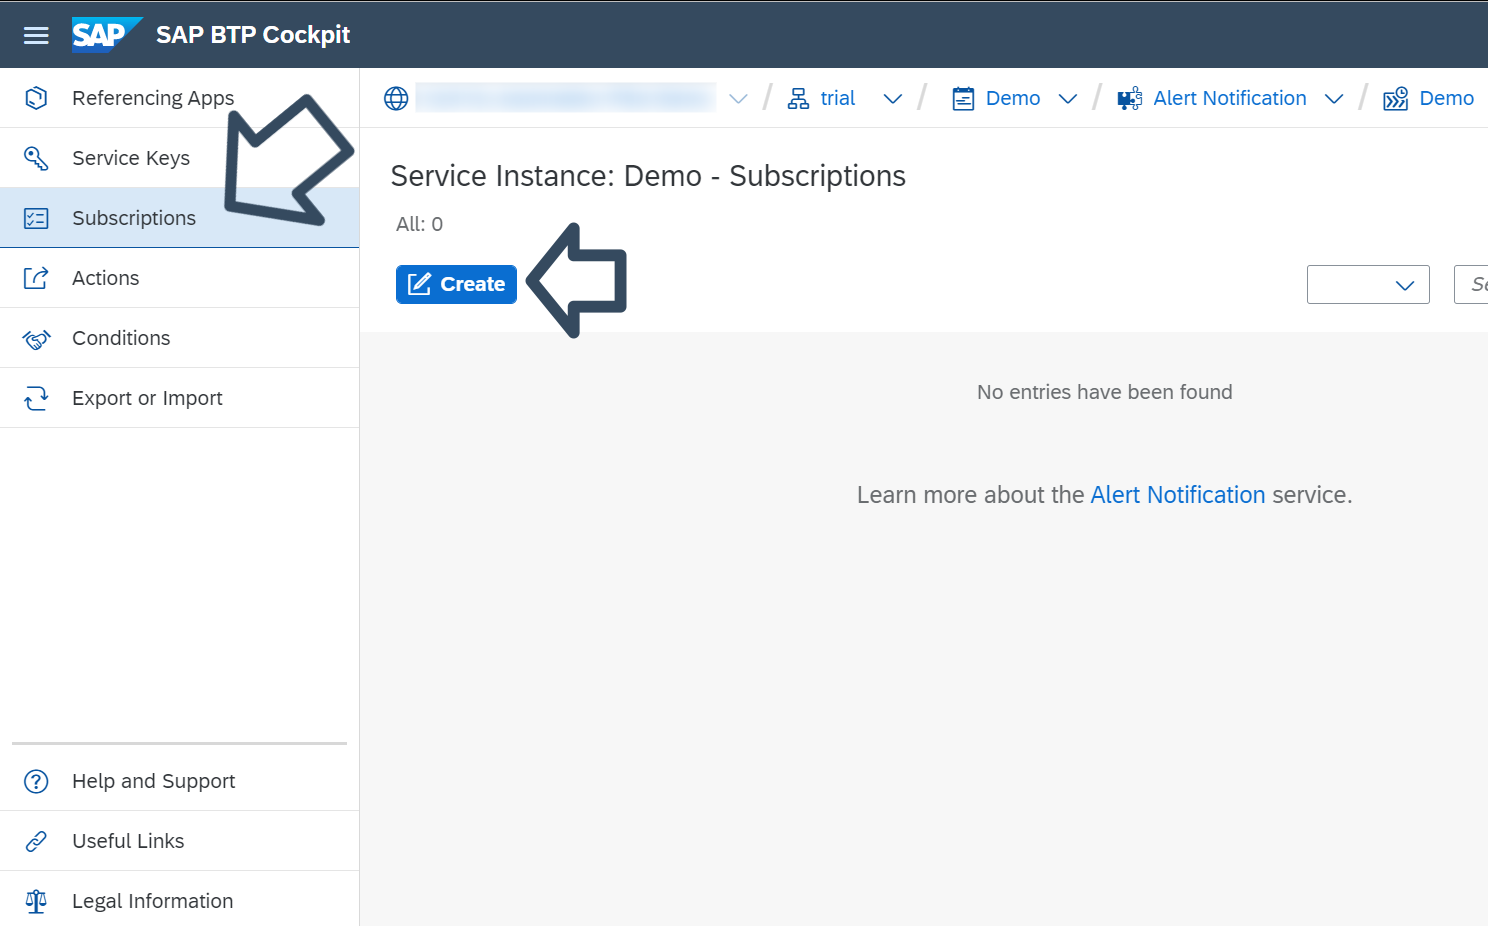 SAP SAP BTP Cockpit
Referencing Apps
Service Keys
Subscriptions
Actions
Conditions
Export or Import
Help and Support
Useful Links
Legal Information
/ trial / Demo / Alert Notification / Demo
Service Instance: Demo - Subscriptions
All: 0
Create
No entries have been found
Learn more about the Alert Notification service.